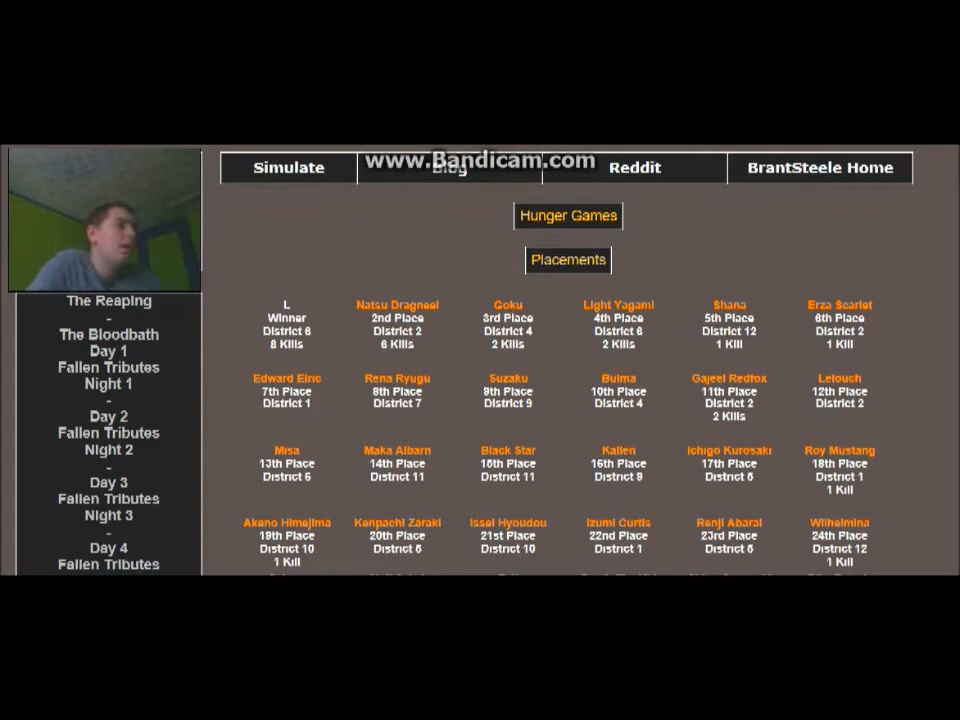 www.Bandicam.com
Simulate Blog Reddit BrantSteele Home
Hunger Games
Placements
The Reaping
-
The Bloodbath
Day 1
Fallen Tributes
Night 1
-
Day 2
Fallen Tributes
Night 2
-
Day 3
Fallen Tributes
Night 3
-
Day 4
Fallen Tributes
L Natsu Dragneel Goku Light Yagami Shana Erza Scarlet
Winner 2nd Place 3rd Place 4th Place 5th Place 6th Place
District 6 District 2 District 4 District 6 District 12 District 2
8 Kills 6 Kills 2 Kills 2 Kills 1 Kill 1 Kill
Edward Elric Rena Ryugu Suzaku Bulma Gajeel Redfox Lelouch
7th Place 8th Place 9th Place 10th Place 11th Place 12th Place
District 1 District 7 District 9 District 4 District 2 District 2
2 Kills
Misa Maka Albarn Black Star Kallen Ichigo Kurosaki Roy Mustang
13th Place 14th Place 15th Place 16th Place 17th Place 18th Place
District 6 District 11 District 11 District 9 District 5 District 1
1 Kill
Akeno Himejima Kenpachi Zaraki Issei Hyoudou Izumi Curtis Renji Abarai Wilhelmina
19th Place 20th Place 21st Place 22nd Place 23rd Place 24th Place
District 10 District 5 District 10 District 1 District 5 District 12
1 Kill 1 Kill